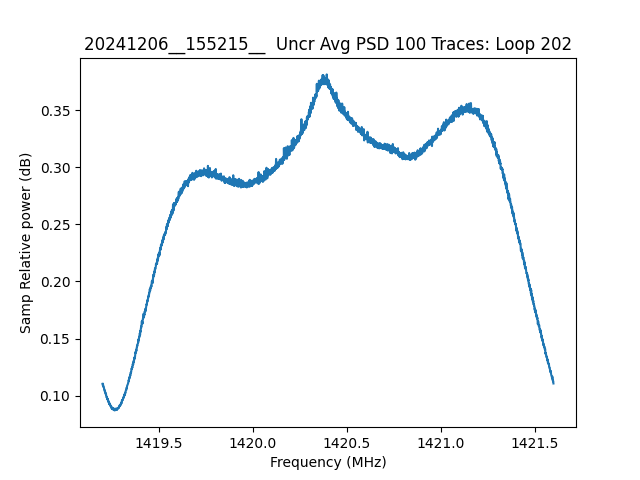 20241206__155215__  Uncr Avg PSD 100 Traces: Loop 202
Samp Relative power (dB)
0.35
0.30
0.25
0.20
0.15
0.10
1419.5 1420.0 1420.5 1421.0 1421.5
Frequency (MHz)